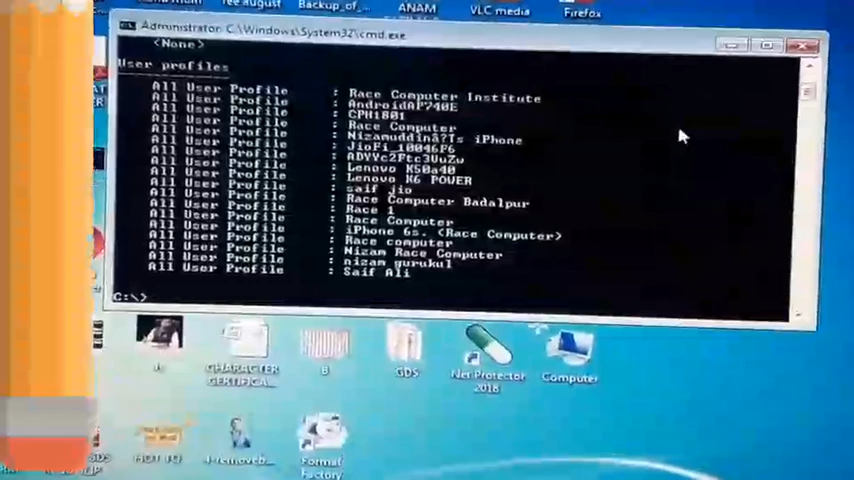 Backup_of_...
ANAM
VLC media
Firefox
Administrator C:\Windows\System32\cmd.exe
<None>
User profiles
All User Profile : Race Computer Institute
All User Profile : AndroidAP740E
All User Profile : CPH1801
All User Profile : Race Computer
All User Profile : Nizamuddinâ?Ts iPhone
All User Profile : JioFi_10046F6
All User Profile : ADYYc2Ftc3VuZw
All User Profile : Lenovo K50a40
All User Profile : Lenovo K6 POWER
All User Profile : saif jio
All User Profile : Race Computer Badalpur
All User Profile : Race 1
All User Profile : Race Computer
All User Profile : iPhone 6s. <Race Computer>
All User Profile : Race computer
All User Profile : Nizam Race Computer
All User Profile : nizam gurukul
All User Profile : Saif Ali
C:\>
CHARACTER
CERTIFICA...
B
GDS
Net Protector
2018
Computer
HOT TO
Format
Factory